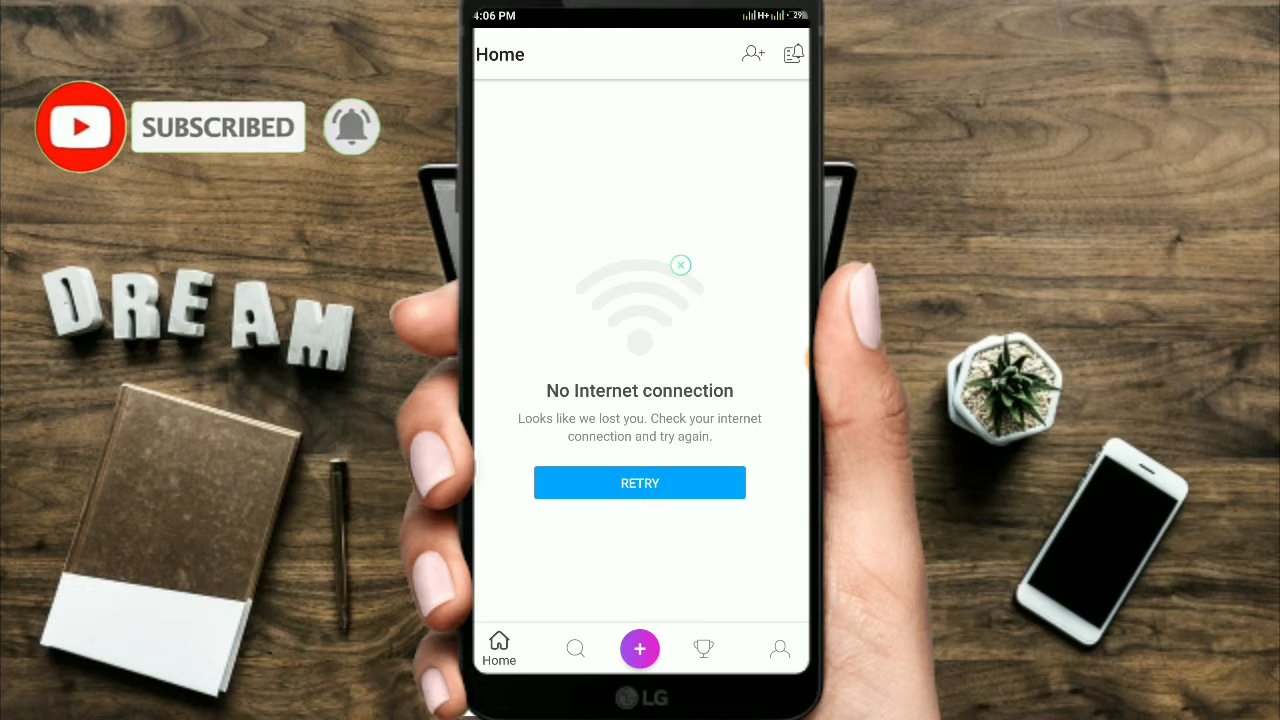 4:06 PM
H+
29
Home
SUBSCRIBED
DREAM
No Internet connection
Looks like we lost you. Check your internet
connection and try again.
RETRY
Home
LG